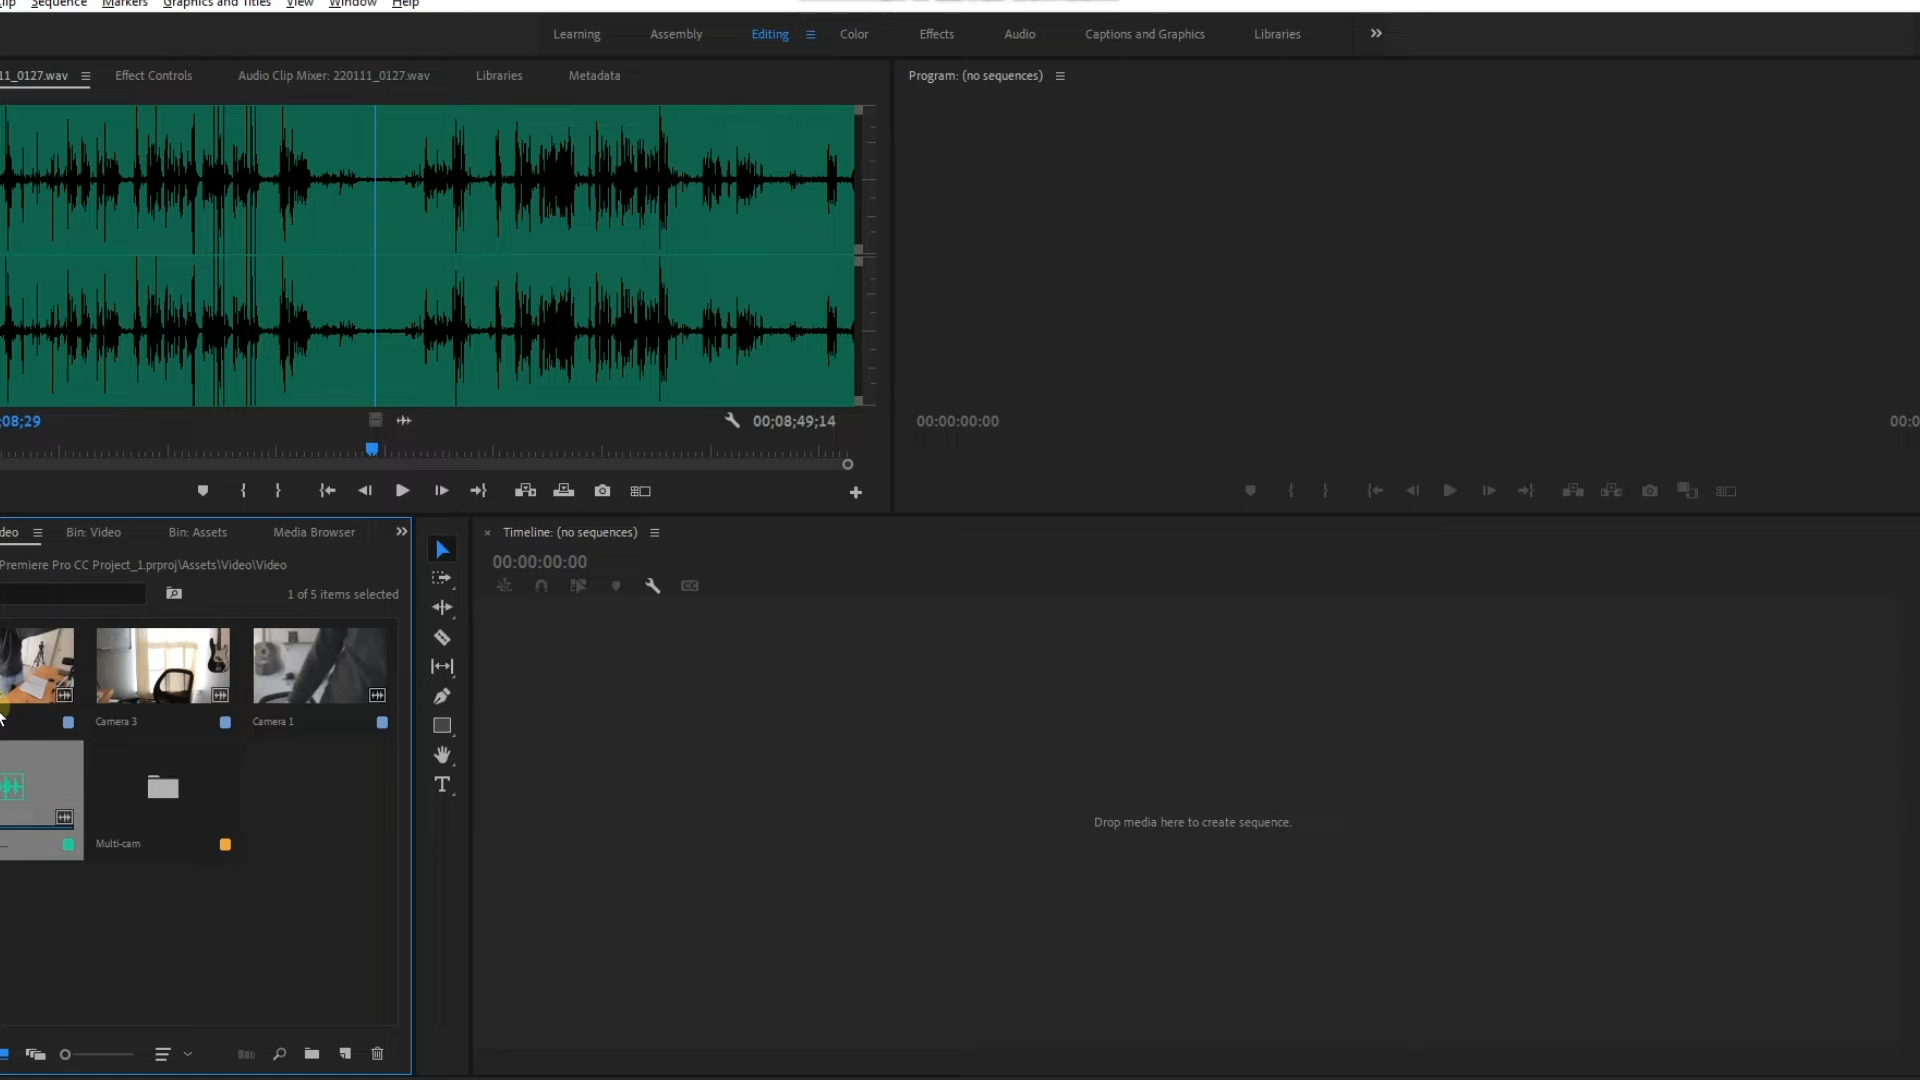 Sequence Markers Graphics and Titles View Window Help
Learning Assembly Editing Color Effects Audio Captions and Graphics Libraries
11_0127.wav Effect Controls Audio Clip Mixer: 220111_0127.wav Libraries Metadata
Program: (no sequences)
;08;29 00;08;49;14
00:00:00:00 00:0
deo Bin: Video Bin: Assets Media Browser
Timeline: (no sequences)
Premiere Pro CC Project_1.prproj\Assets\Video\Video
00:00:00:00
1 of 5 items selected
Camera 3 Camera 1
Drop media here to create sequence.
Multi-cam